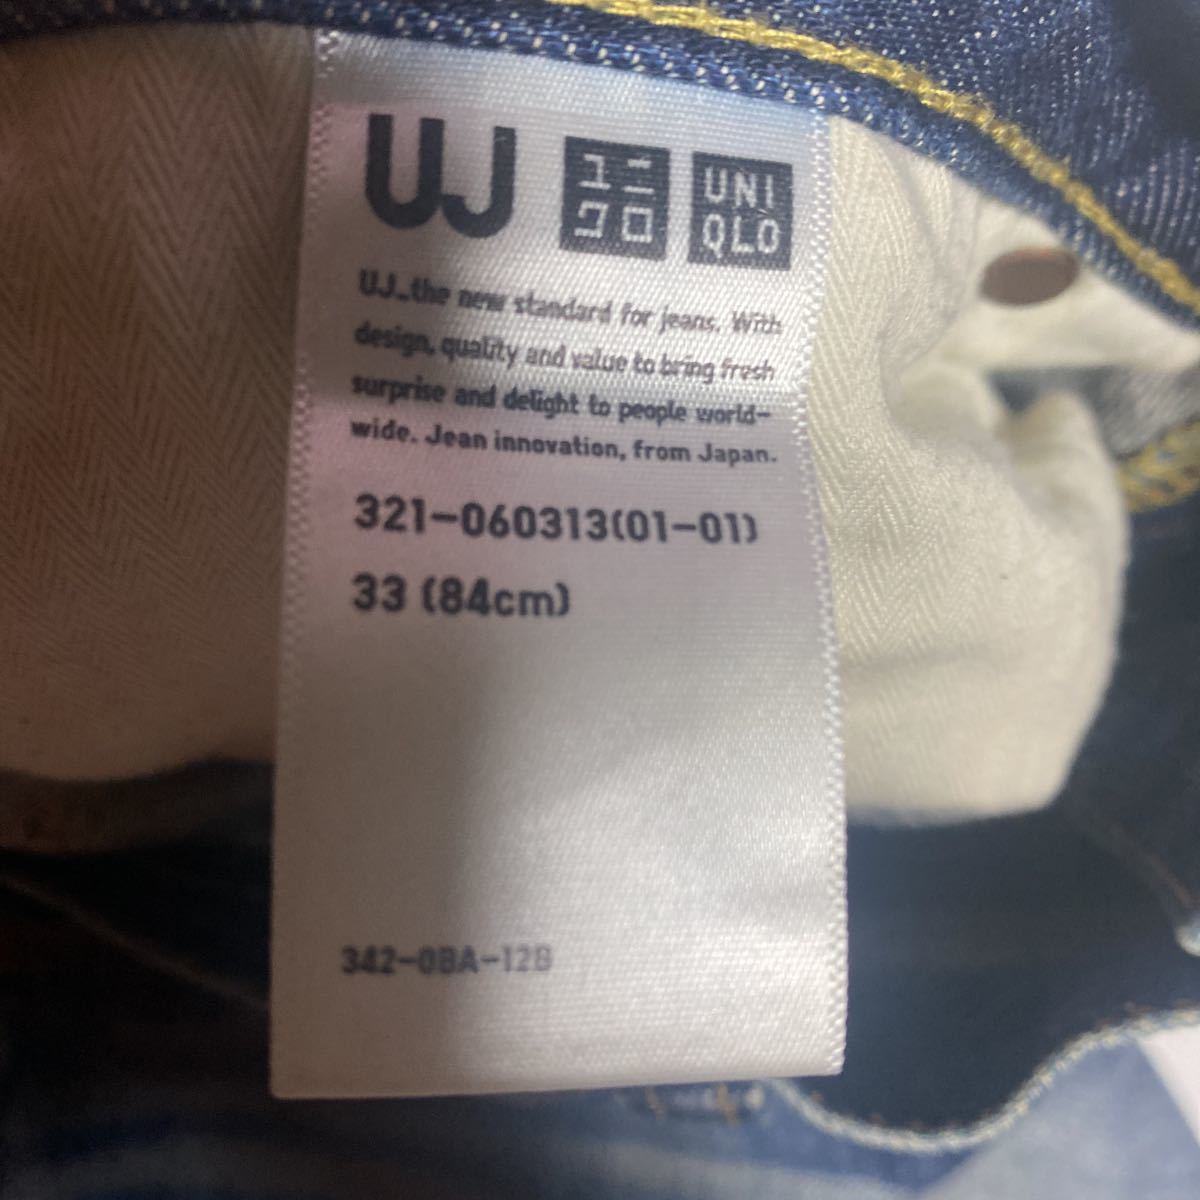 UJ
ユニ
クロ
UNI
QLO
UJ_the new standard for jeans. With
design, quality and value to bring fresh
surprise and delight to people world-
wide. Jean innovation, from Japan.
321-060313(01-01)
33 (84cm)
342-0BA-12B